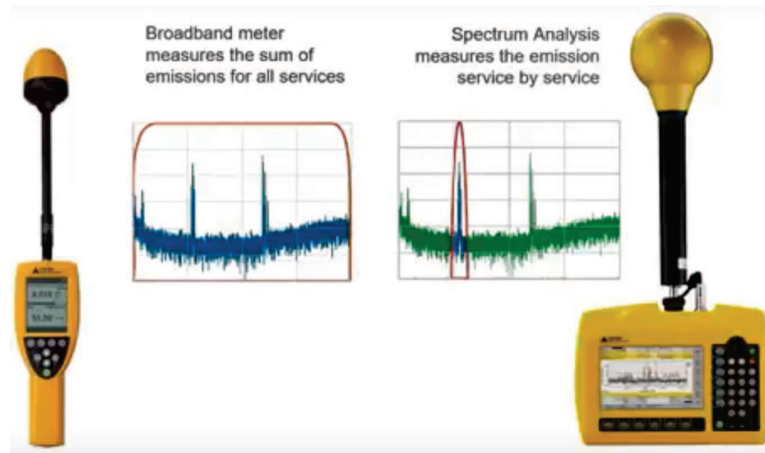 Broadband meter
measures the sum of
emissions for all services
Spectrum Analysis
measures the emission
service by service